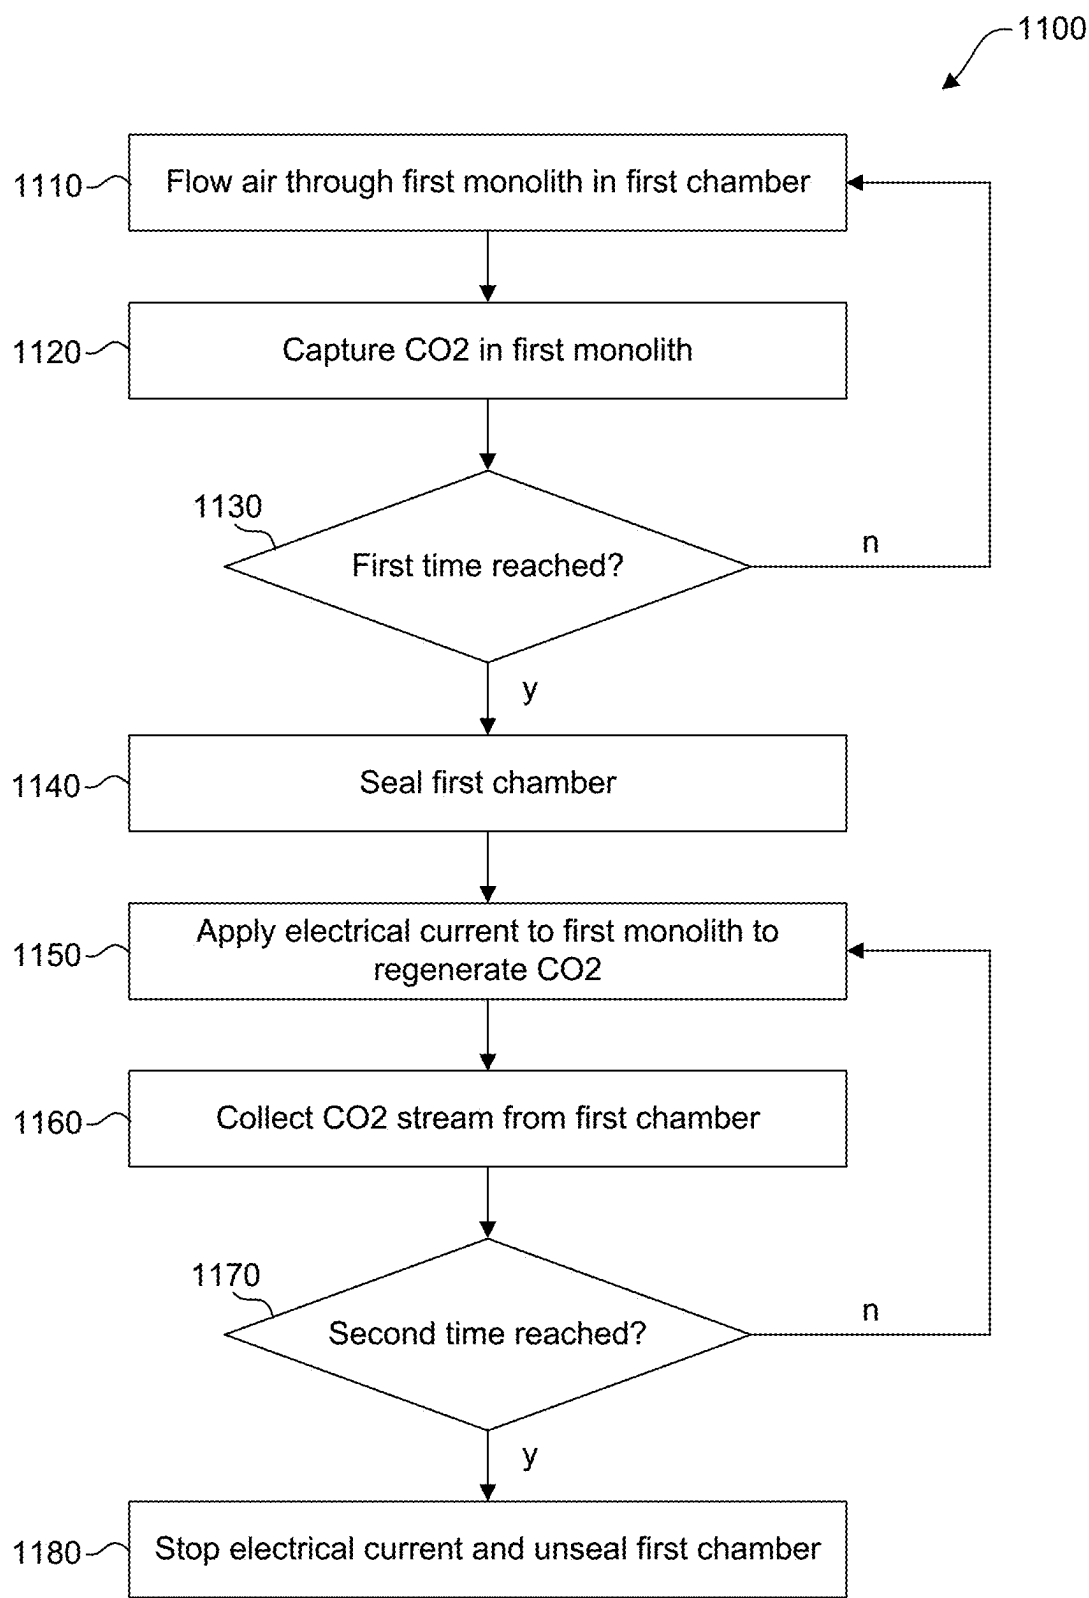 1100
1110
Flow air through first monolith in first chamber
1120
Capture CO2 in first monolith
1130
First time reached?
n
y
1140
Seal first chamber
1150
Apply electrical current to first monolith to
regenerate CO2
1160
Collect CO2 stream from first chamber
1170
Second time reached?
n
y
1180
Stop electrical current and unseal first chamber